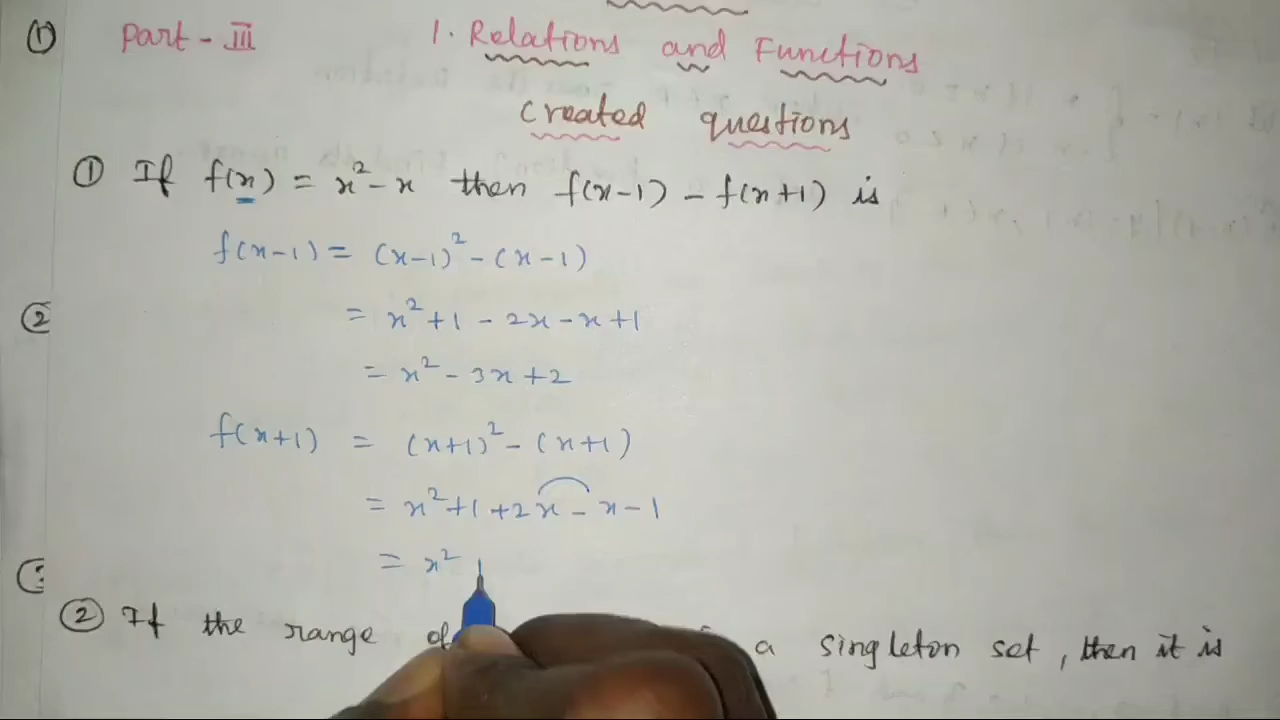 ① Part - III 1. Relations and Functions
created questions
① If f(x) = x² - x then f(x-1) - f(x+1) is
f(x-1) = (x-1)² - (x-1)
② = x² + 1 - 2x - x + 1
= x² - 3x + 2
f(x+1) = (x+1)² - (x+1)
= x² + 1 + 2x - x - 1
= x²
② If the range of a singleton set, then it is